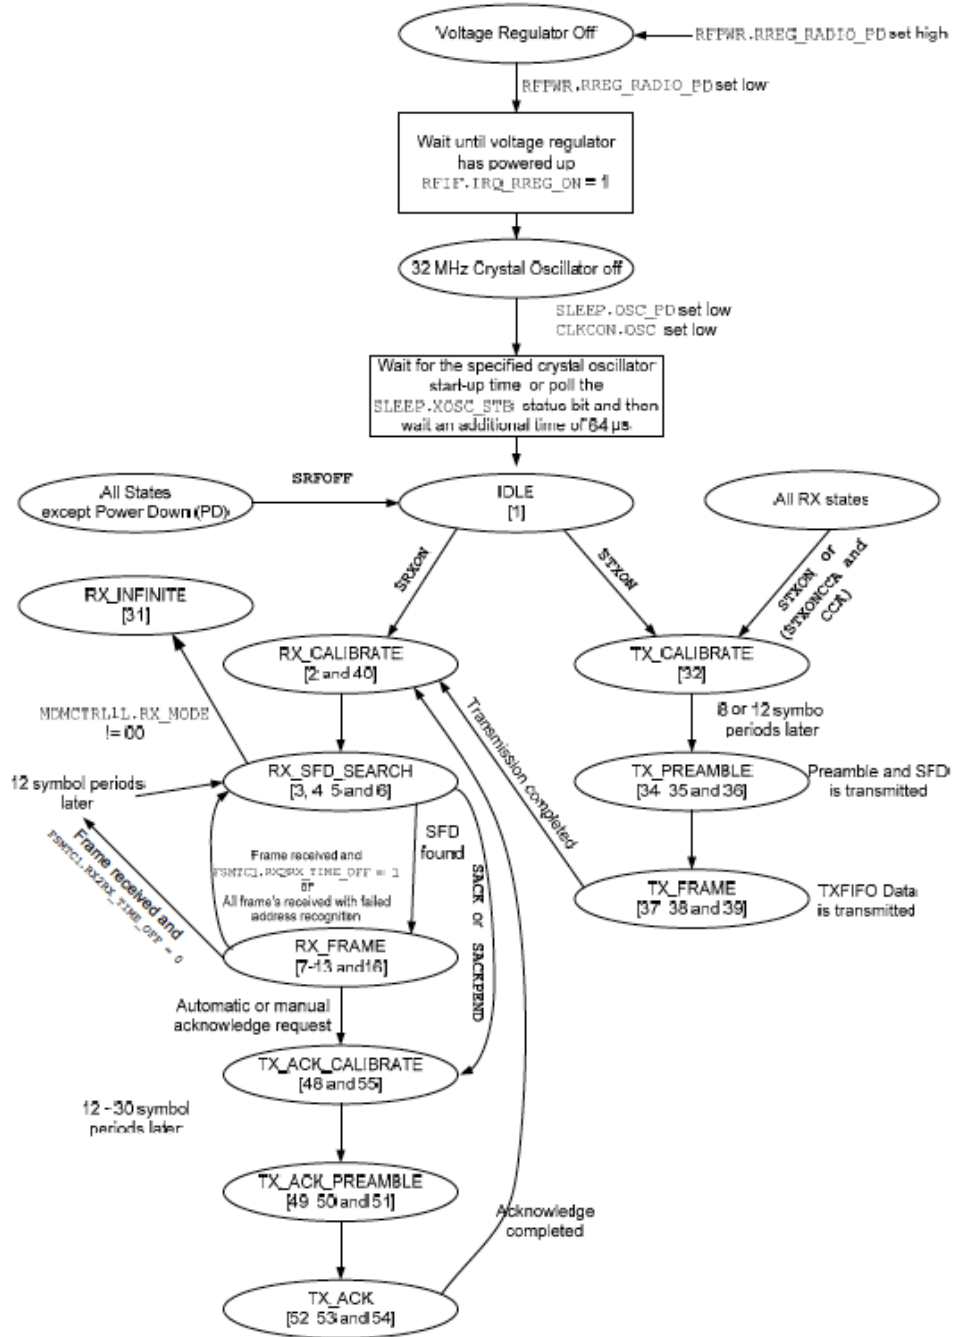 Voltage Regulator Off
RFPWR.RREG_RADIO_PD set high
RFPWR.RREG_RADIO_PD set low
Wait until voltage regulator
has powered up
RFIF.IRQ_RREG_ON = 1
32 MHz Crystal Oscillator off
SLEEP.OSC_PD set low
CLKCON.OSC set low
Wait for the specified crystal oscillator
start-up time or poll the
SLEEP.XOSC_STB status bit and then
wait an additional time of 64 µs
All States
except Power Down (PD)
SRFOFF
IDLE
[1]
All RX states
SRXON
STXON
STXON or
(STXONCCA and
CCA)
RX_INFINITE
[31]
RX_CALIBRATE
[2 and 40]
TX_CALIBRATE
[32]
MDMCTRL1L.RX_MODE
!= 00
8 or 12 symbo
periods later
Transmission completed
12 symbol periods
later
RX_SFD_SEARCH
[3, 4 5 and 6]
TX_PREAMBLE
[34 35 and 36]
Preamble and SFD
is transmitted
SFD
found
Frame received and
FSMTC1.RX2RX_TIME_OFF = 1
or
All frame's received with failed
address recognition
Frame received and
FSMTC1.RX2RX_TIME_OFF = 0
SACK or SACKPEND
TX_FRAME
[37 38 and 39]
TXFIFO Data
is transmitted
RX_FRAME
[7-13 and 16]
Automatic or manual
acknowledge request
TX_ACK_CALIBRATE
[48 and 55]
12 - 30 symbol
periods later
TX_ACK_PREAMBLE
[49 50 and 51]
Acknowledge
completed
TX_ACK
[52 53 and 54]